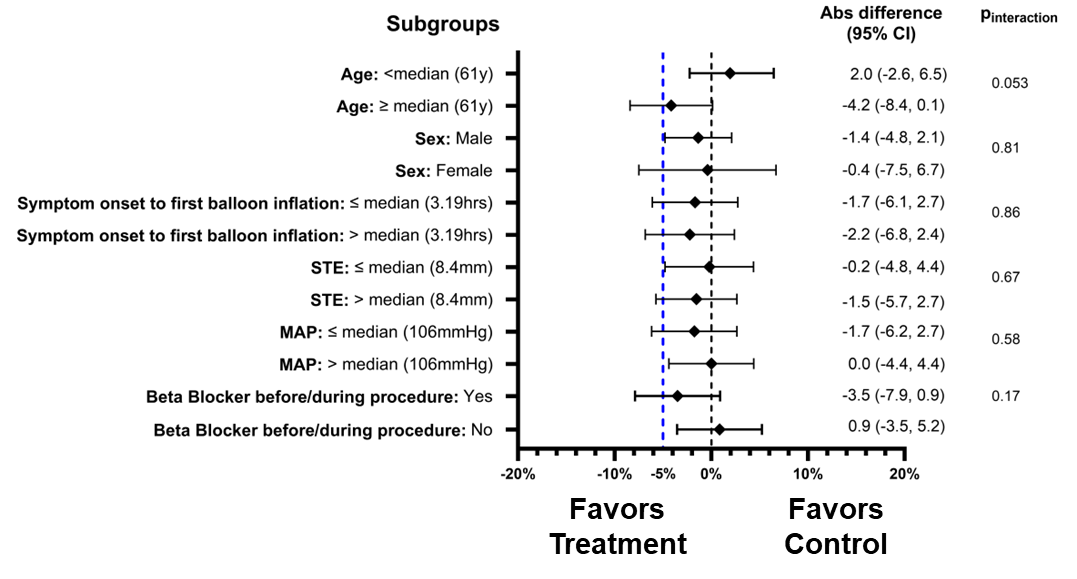 Subgroups
Abs difference
(95% CI)
pinteraction
Age: <median (61y) 2.0 (-2.6, 6.5)
0.053
Age: ≥ median (61y) -4.2 (-8.4, 0.1)
Sex: Male -1.4 (-4.8, 2.1)
0.81
Sex: Female -0.4 (-7.5, 6.7)
Symptom onset to first balloon inflation: ≤ median (3.19hrs) -1.7 (-6.1, 2.7)
0.86
Symptom onset to first balloon inflation: > median (3.19hrs) -2.2 (-6.8, 2.4)
STE: ≤ median (8.4mm) -0.2 (-4.8, 4.4)
0.67
STE: > median (8.4mm) -1.5 (-5.7, 2.7)
MAP: ≤ median (106mmHg) -1.7 (-6.2, 2.7)
0.58
MAP: > median (106mmHg) 0.0 (-4.4, 4.4)
Beta Blocker before/during procedure: Yes -3.5 (-7.9, 0.9) 0.17
Beta Blocker before/during procedure: No 0.9 (-3.5, 5.2)
-20% -10% -5% 0% 10% 20%
Favors
Treatment
Favors
Control